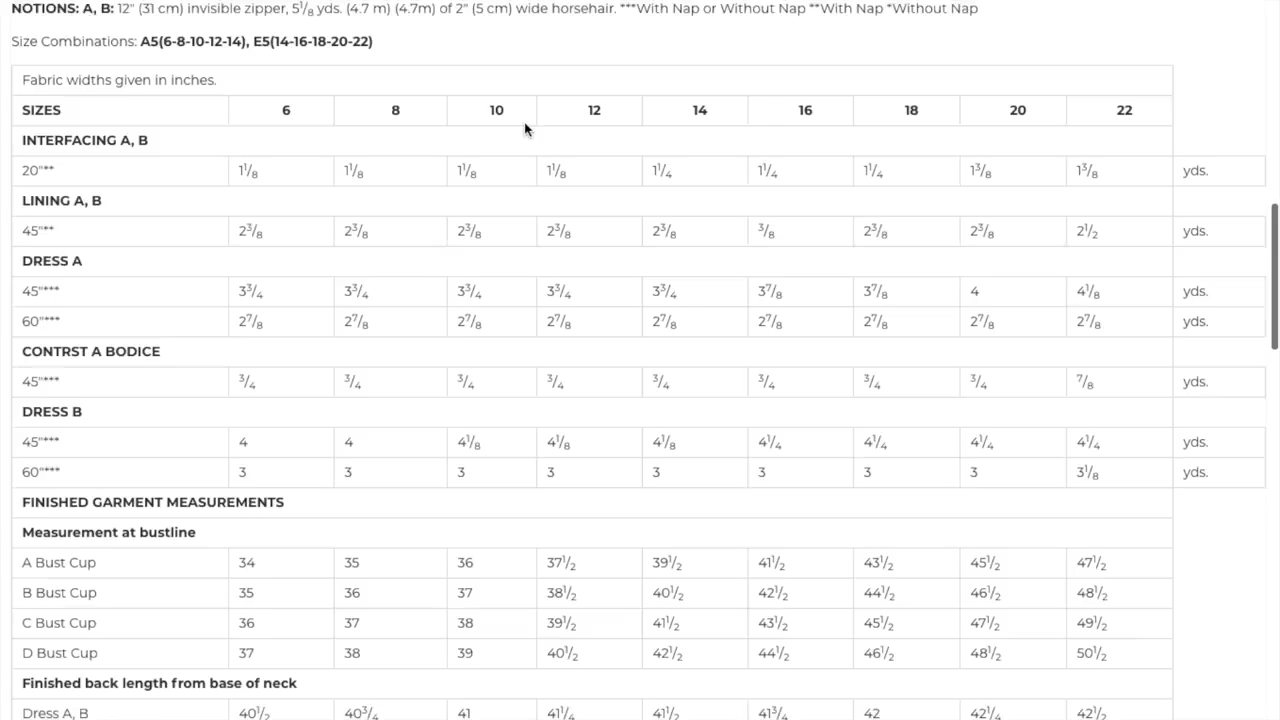 NOTIONS: A, B: 12" (31 cm) invisible zipper, 5 1/8 yds. (4.7 m) (4.7m) of 2" (5 cm) wide horsehair. ***With Nap or Without Nap **With Nap *Without Nap
Size Combinations: A5(6-8-10-12-14), E5(14-16-18-20-22)
Fabric widths given in inches.
SIZES 6 8 10 12 14 16 18 20 22
INTERFACING A, B
20"** 1 1/8 1 1/8 1 1/8 1 1/8 1 1/4 1 1/4 1 1/4 1 3/8 1 3/8 yds.
LINING A, B
45"** 2 3/8 2 3/8 2 3/8 2 3/8 2 3/8 3/8 2 3/8 2 3/8 2 1/2 yds.
DRESS A
45"*** 3 3/4 3 3/4 3 3/4 3 3/4 3 3/4 3 7/8 3 7/8 4 4 1/8 yds.
60"*** 2 7/8 2 7/8 2 7/8 2 7/8 2 7/8 2 7/8 2 7/8 2 7/8 2 7/8 yds.
CONTRST A BODICE
45"*** 3/4 3/4 3/4 3/4 3/4 3/4 3/4 3/4 7/8 yds.
DRESS B
45"*** 4 4 4 1/8 4 1/8 4 1/8 4 1/4 4 1/4 4 1/4 4 1/4 yds.
60"*** 3 3 3 3 3 3 3 3 3 1/8 yds.
FINISHED GARMENT MEASUREMENTS
Measurement at bustline
A Bust Cup 34 35 36 37 1/2 39 1/2 41 1/2 43 1/2 45 1/2 47 1/2
B Bust Cup 35 36 37 38 1/2 40 1/2 42 1/2 44 1/2 46 1/2 48 1/2
C Bust Cup 36 37 38 39 1/2 41 1/2 43 1/2 45 1/2 47 1/2 49 1/2
D Bust Cup 37 38 39 40 1/2 42 1/2 44 1/2 46 1/2 48 1/2 50 1/2
Finished back length from base of neck
Dress A, B 40 1/2 40 3/4 41 41 1/4 41 1/2 41 3/4 42 42 1/4 42 1/2